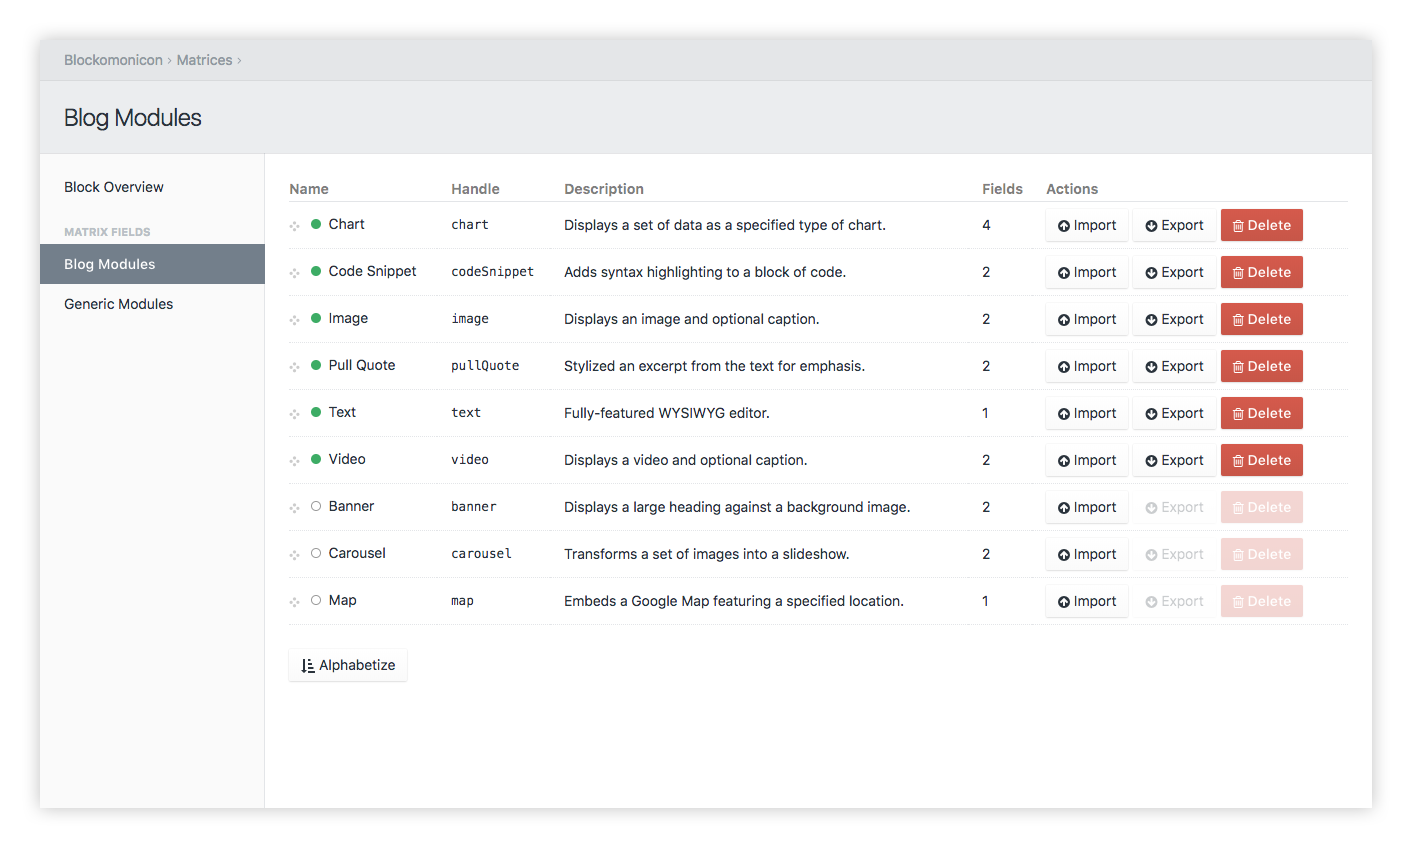 Blockomonicon › Matrices ›
Blog Modules
Block Overview
MATRIX FIELDS
Blog Modules
Generic Modules
Name Handle Description Fields Actions
Chart chart Displays a set of data as a specified type of chart. 4 Import Export Delete
Code Snippet codeSnippet Adds syntax highlighting to a block of code. 2 Import Export Delete
Image image Displays an image and optional caption. 2 Import Export Delete
Pull Quote pullQuote Stylized an excerpt from the text for emphasis. 2 Import Export Delete
Text text Fully-featured WYSIWYG editor. 1 Import Export Delete
Video video Displays a video and optional caption. 2 Import Export Delete
Banner banner Displays a large heading against a background image. 2 Import Export Delete
Carousel carousel Transforms a set of images into a slideshow. 2 Import Export Delete
Map map Embeds a Google Map featuring a specified location. 1 Import Export Delete
Alphabetize